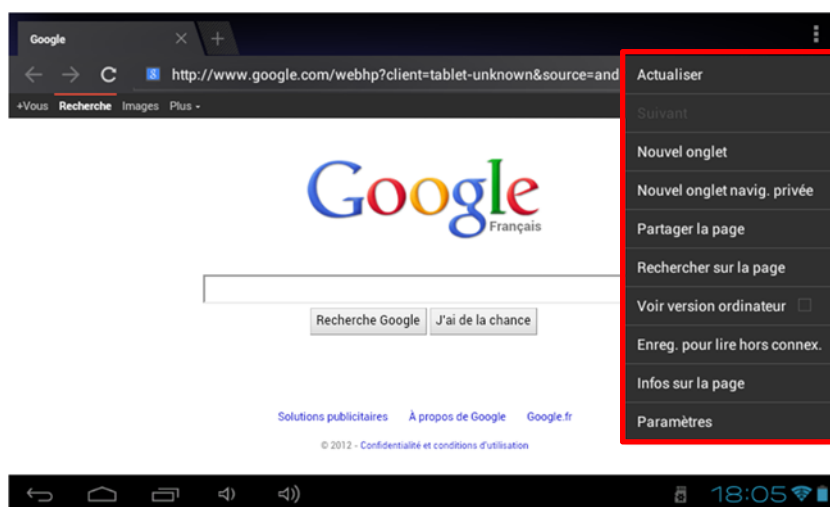 Google
http://www.google.com/webhp?client=tablet-unknown&source=and
+Vous Recherche Images Plus
Google
Français
Recherche Google J'ai de la chance
Solutions publicitaires À propos de Google Google.fr
© 2012 - Confidentialité et conditions d'utilisation
Actualiser
Suivant
Nouvel onglet
Nouvel onglet navig. privée
Partager la page
Rechercher sur la page
Voir version ordinateur
Enreg. pour lire hors connex.
Infos sur la page
Paramètres
18:05